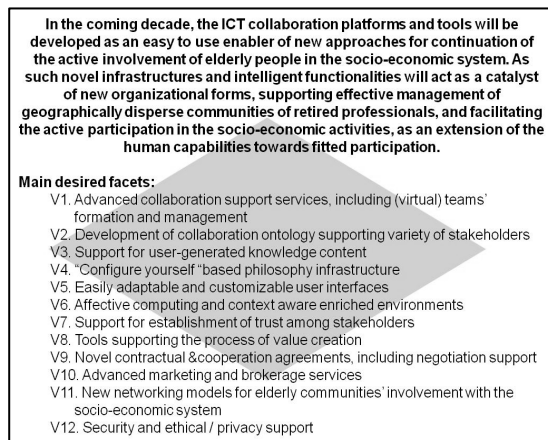 In the coming decade, the ICT collaboration platforms and tools will be
developed as an easy to use enabler of new approaches for continuation of
the active involvement of elderly people in the socio-economic system. As
such novel infrastructures and intelligent functionalities will act as a catalyst
of new organizational forms, supporting effective management of
geographically disperse communities of retired professionals, and facilitating
the active participation in the socio-economic activities, as an extension of the
human capabilities towards fitted participation.
Main desired facets:
V1. Advanced collaboration support services, including (virtual) teams'
formation and management
V2. Development of collaboration ontology supporting variety of stakeholders
V3. Support for user-generated knowledge content
V4. "Configure yourself "based philosophy infrastructure
V5. Easily adaptable and customizable user interfaces
V6. Affective computing and context aware enriched environments
V7. Support for establishment of trust among stakeholders
V8. Tools supporting the process of value creation
V9. Novel contractual &cooperation agreements, including negotiation support
V10. Advanced marketing and brokerage services
V11. New networking models for elderly communities' involvement with the
socio-economic system
V12. Security and ethical / privacy support